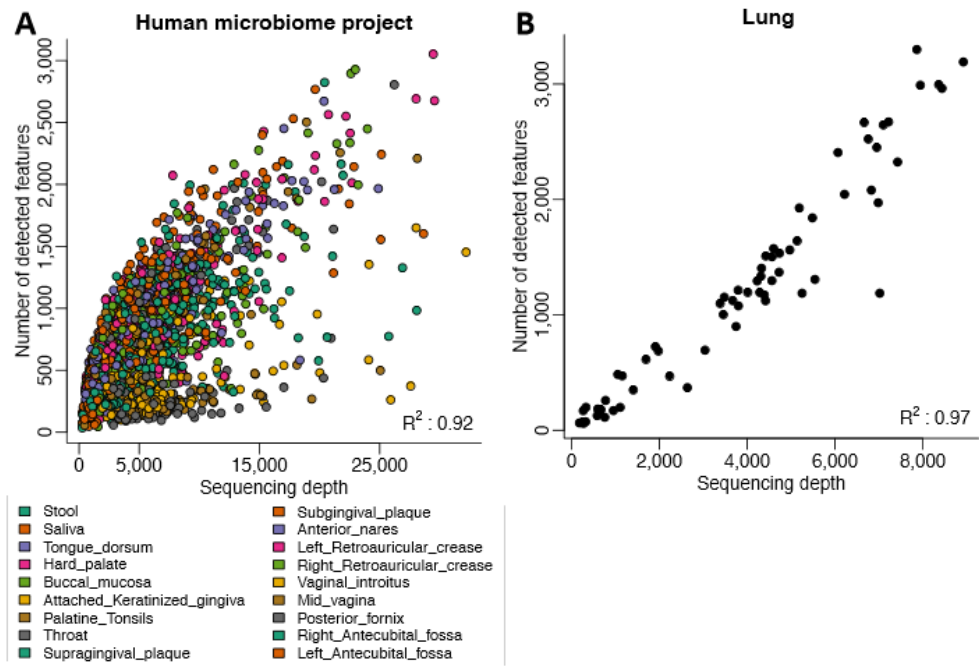 A
Human microbiome project
Number of detected features
3,000
2,500
2,000
1,500
1,000
500
0
R² : 0.92
0
5,000
15,000
25,000
Sequencing depth
B
Lung
Number of detected features
3,000
2,000
1,000
0
R² : 0.97
0
2,000
4,000
6,000
8,000
Sequencing depth
Stool
Saliva
Tongue_dorsum
Hard_palate
Buccal_mucosa
Attached_Keratinized_gingiva
Palatine_Tonsils
Throat
Supragingival_plaque
Subgingival_plaque
Anterior_nares
Left_Retroauricular_crease
Right_Retroauricular_crease
Vaginal_introitus
Mid_vagina
Posterior_fornix
Right_Antecubital_fossa
Left_Antecubital_fossa